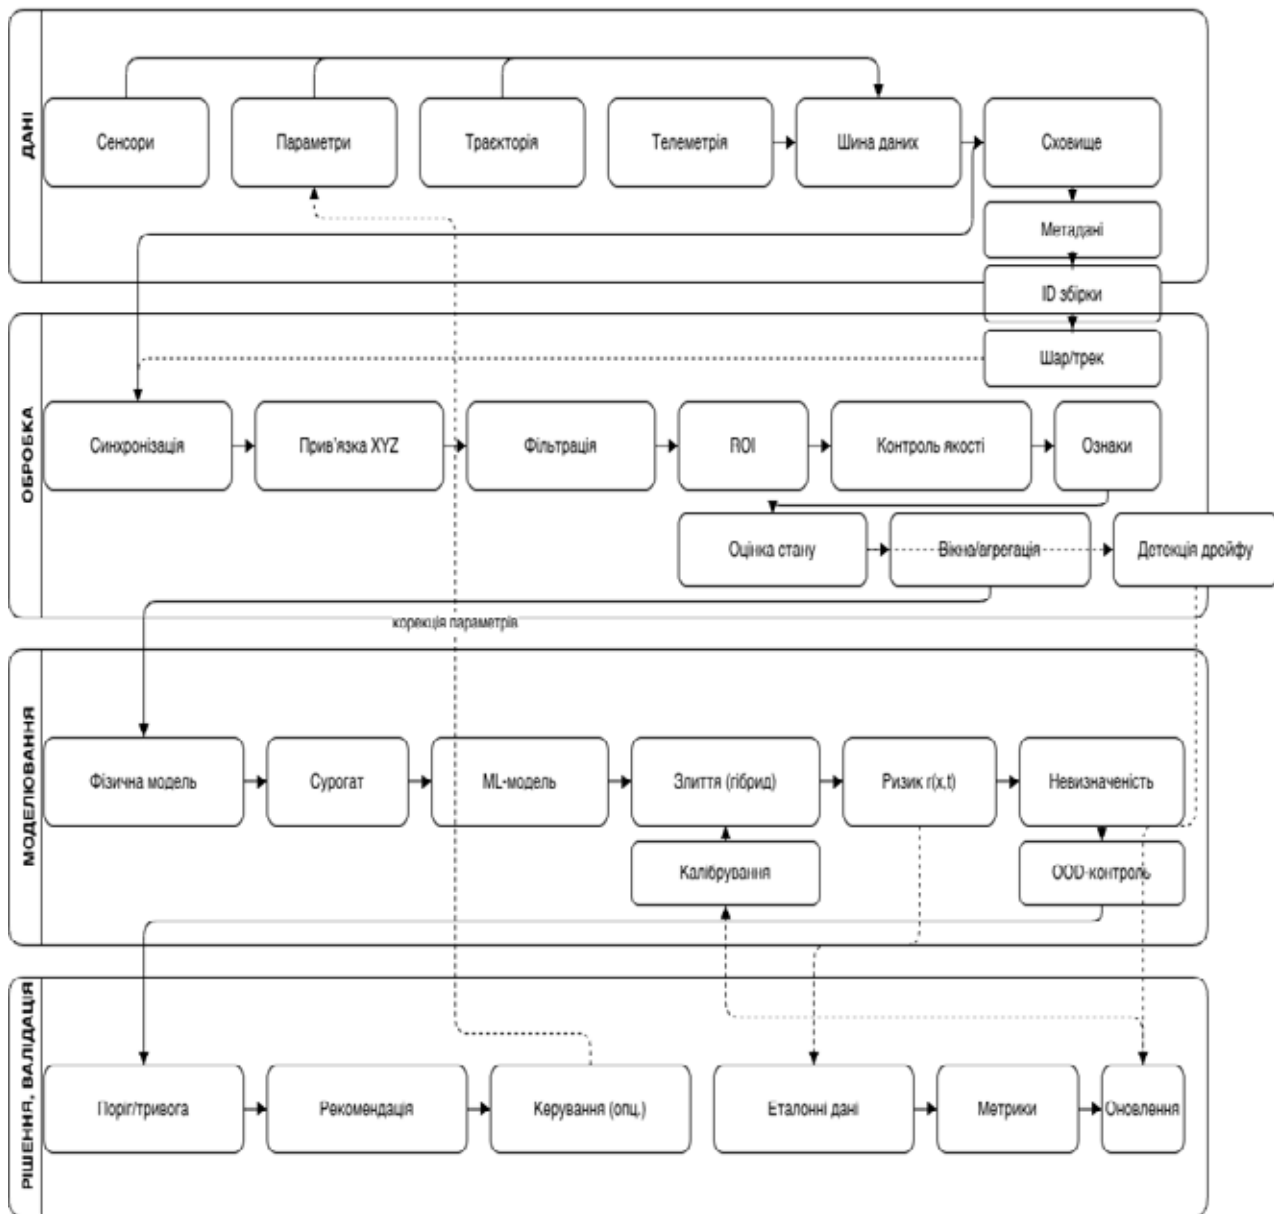 ДАНІ
Сенсори
Параметри
Траєкторія
Телеметрія
Шина даних
Сховище
Метадані
ID збірки
ОБРОБКА
Шар/трек
Синхронізація
Прив'язка XYZ
Фільтрація
ROI
Контроль якості
Ознаки
Оцінка стану
Вікна/агрегація
Детекція дрейфу
корекція параметрів
МОДЕЛЮВАННЯ
Фізична модель
Сурогат
ML-модель
Злиття (гібрид)
Ризик r(x,t)
Невизначеність
Калібрування
OOD-контроль
РІШЕННЯ, ВАЛІДАЦІЯ
Поріг/тривога
Рекомендація
Керування (опц.)
Еталонні дані
Метрики
Оновлення